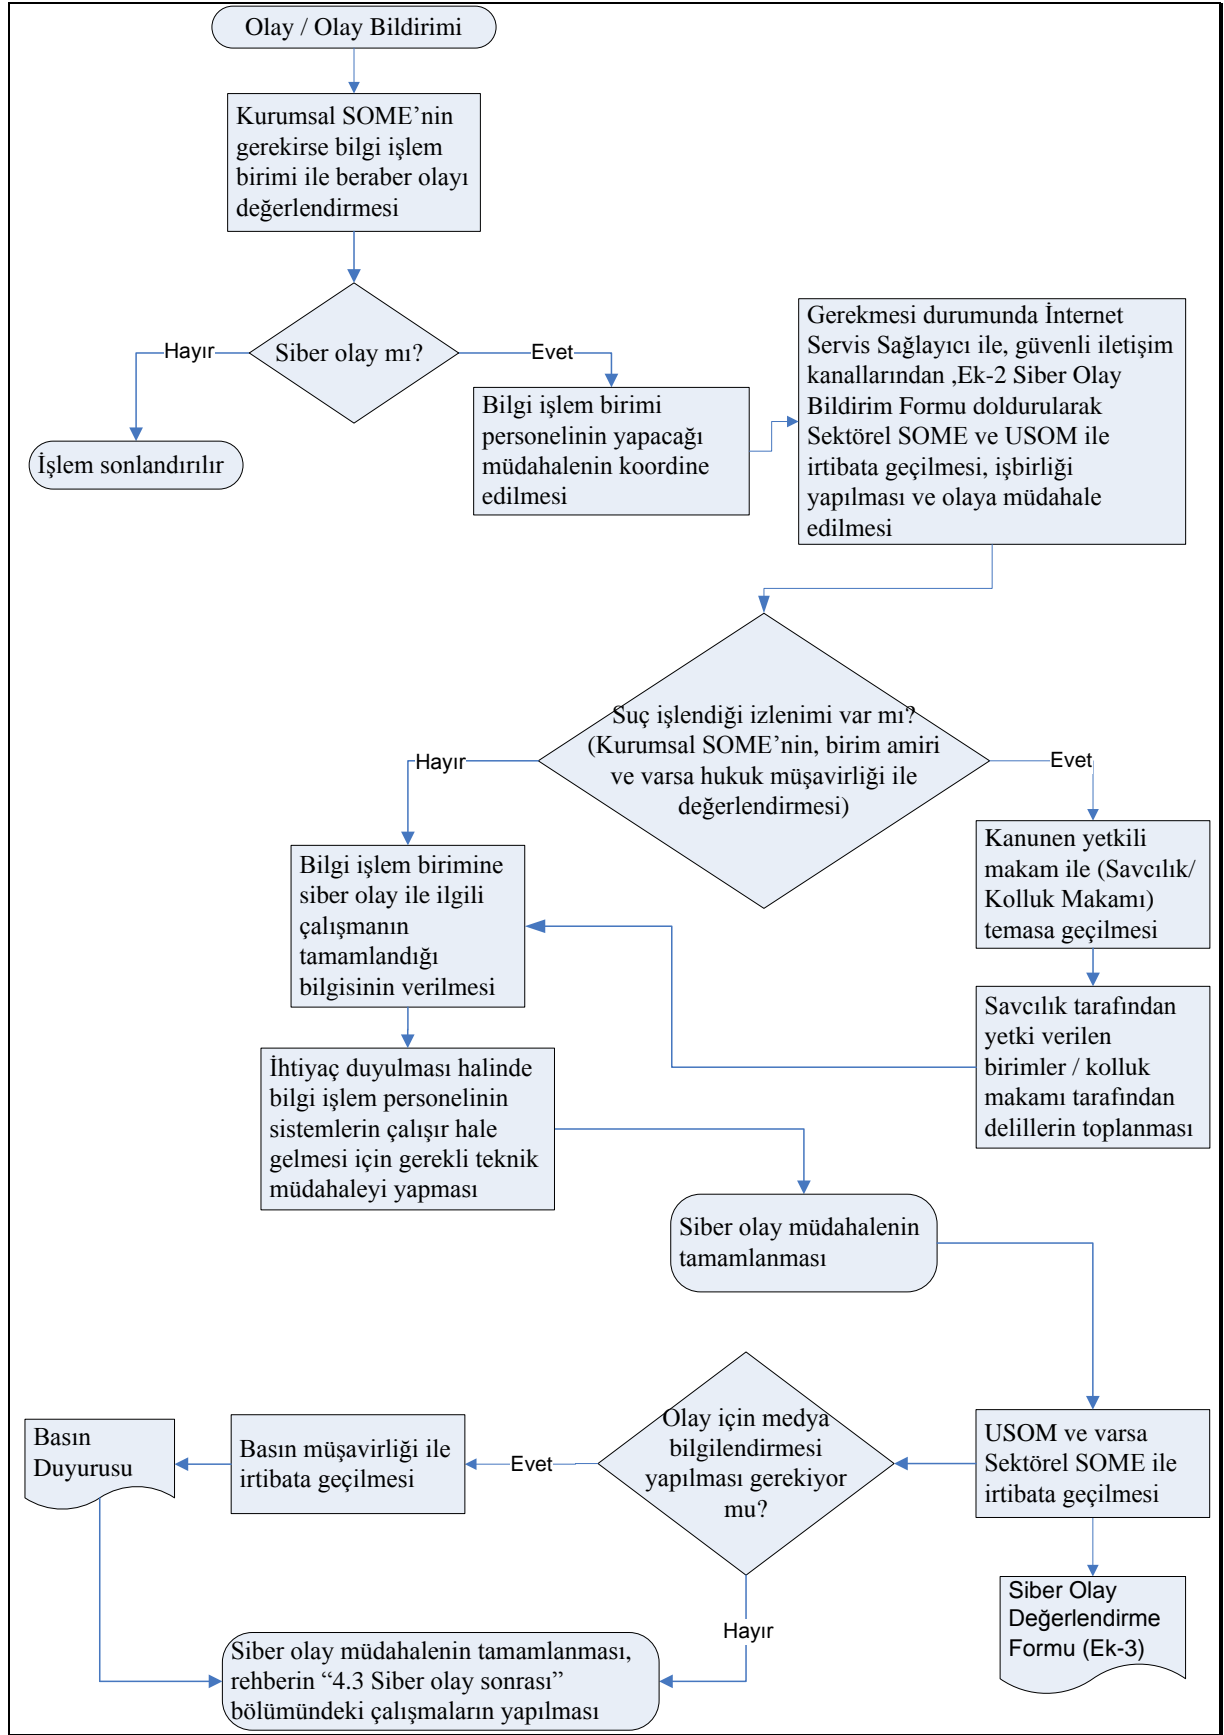 Olay / Olay Bildirimi
Kurumsal SOME’nin
gerekirse bilgi işlem
birimi ile beraber olayı
değerlendirmesi
Siber olay mı?
Hayır
Evet
İşlem sonlandırılır
Bilgi işlem birimi
personelinin yapacağı
müdahalenin koordine
edilmesi
Gerekmesi durumunda İnternet
Servis Sağlayıcı ile, güvenli iletişim
kanallarından ,Ek-2 Siber Olay
Bildirim Formu doldurularak
Sektörel SOME ve USOM ile
irtibata geçilmesi, işbirliği
yapılması ve olaya müdahale
edilmesi
Suç işlendiği izlenimi var mı?
(Kurumsal SOME’nin, birim amiri
ve varsa hukuk müşavirliği ile
değerlendirmesi)
Hayır
Evet
Kanunen yetkili
makam ile (Savcılık/
Kolluk Makamı)
temasa geçilmesi
Bilgi işlem birimine
siber olay ile ilgili
çalışmanın
tamamlandığı
bilgisinin verilmesi
Savcılık tarafından
yetki verilen
birimler / kolluk
makamı tarafından
delillerin toplanması
İhtiyaç duyulması halinde
bilgi işlem personelinin
sistemlerin çalışır hale
gelmesi için gerekli teknik
müdahaleyi yapması
Siber olay müdahalenin
tamamlanması
USOM ve varsa
Sektörel SOME ile
irtibata geçilmesi
Siber Olay
Değerlendirme
Formu (Ek-3)
Olay için medya
bilgilendirmesi
yapılması gerekiyor
mu?
Evet
Hayır
Basın müşavirliği ile
irtibata geçilmesi
Basın
Duyurusu
Siber olay müdahalenin tamamlanması,
rehberin “4.3 Siber olay sonrası”
bölümündeki çalışmaların yapılması